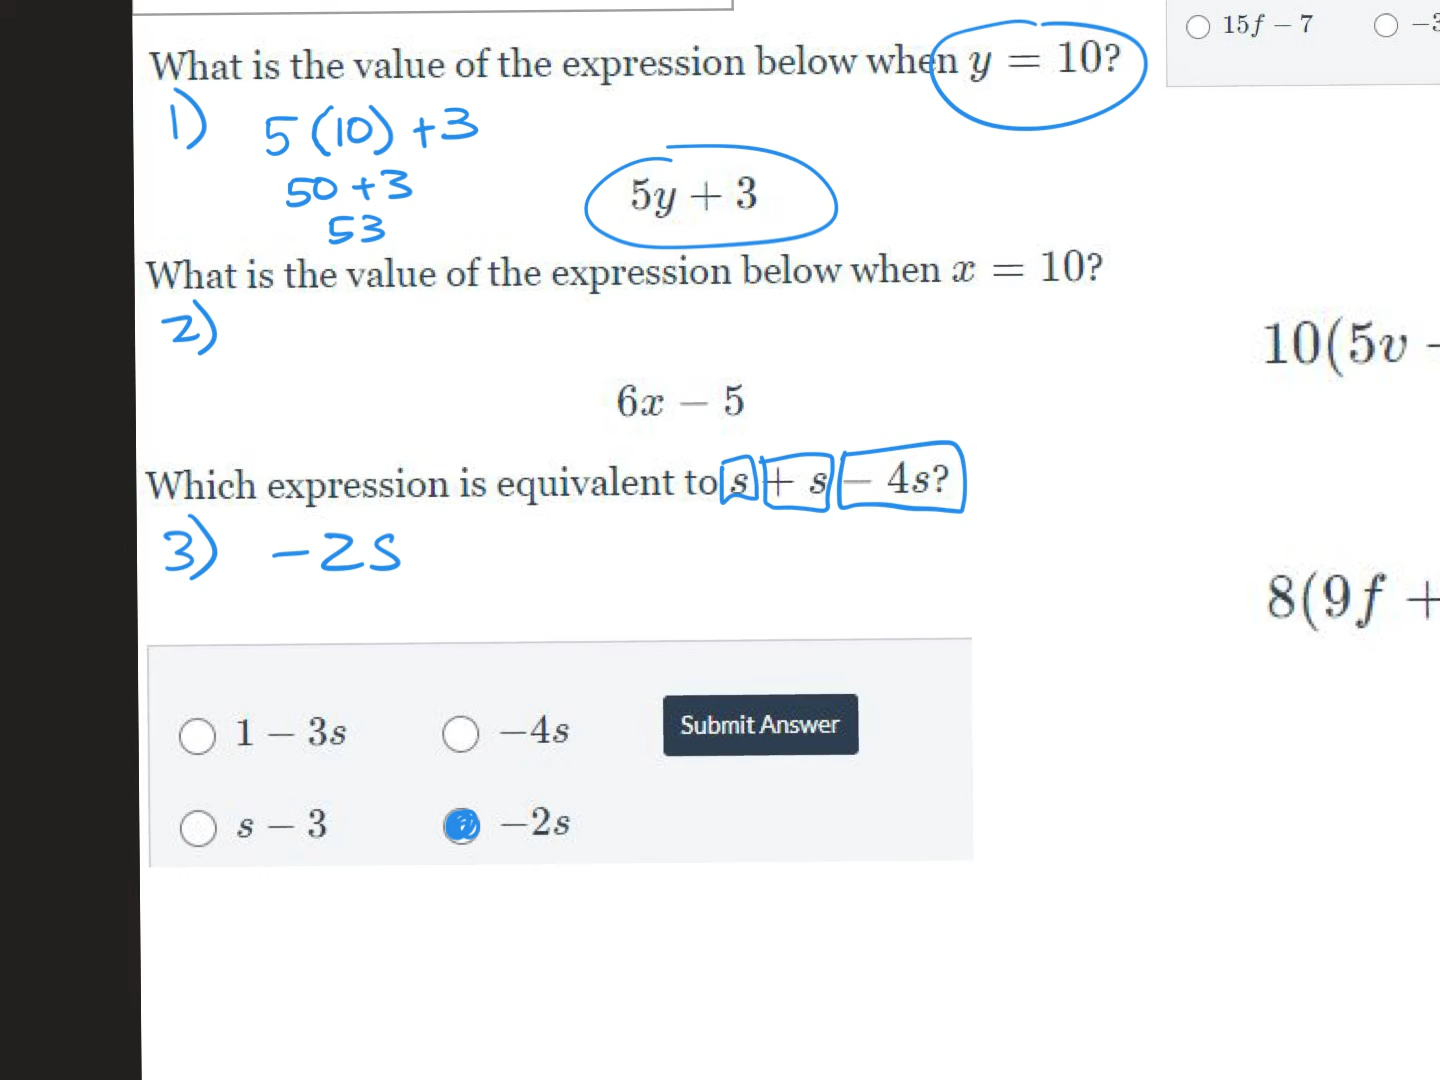 What is the value of the expression below when y = 10?
1) 5(10) + 3
50 + 3
53
5y + 3
What is the value of the expression below when x = 10?
2)
6x − 5
Which expression is equivalent to s + s − 4s?
3) −2s
1 − 3s
−4s
Submit Answer
s − 3
−2s
15f − 7
−3
10(5v −
8(9f +